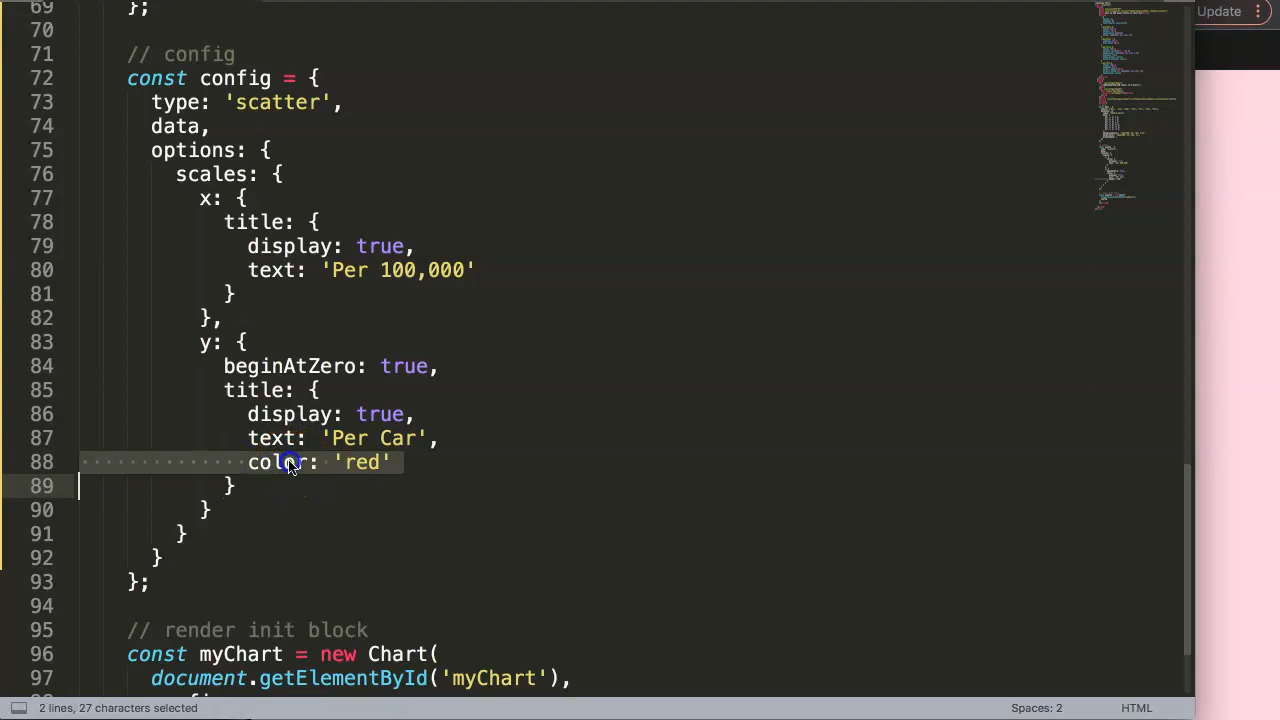 69 };
Update
70
71 // config
72 const config = {
73 type: 'scatter',
74 data,
75 options: {
76 scales: {
77 x: {
78 title: {
79 display: true,
80 text: 'Per 100,000'
81 }
82 },
83 y: {
84 beginAtZero: true,
85 title: {
86 display: true,
87 text: 'Per Car',
88 color: 'red'
89 }
90 }
91 }
92 }
93 };
94
95 // render init block
96 const myChart = new Chart(
97 document.getElementById('myChart'),
2 lines, 27 characters selected
Spaces: 2
HTML